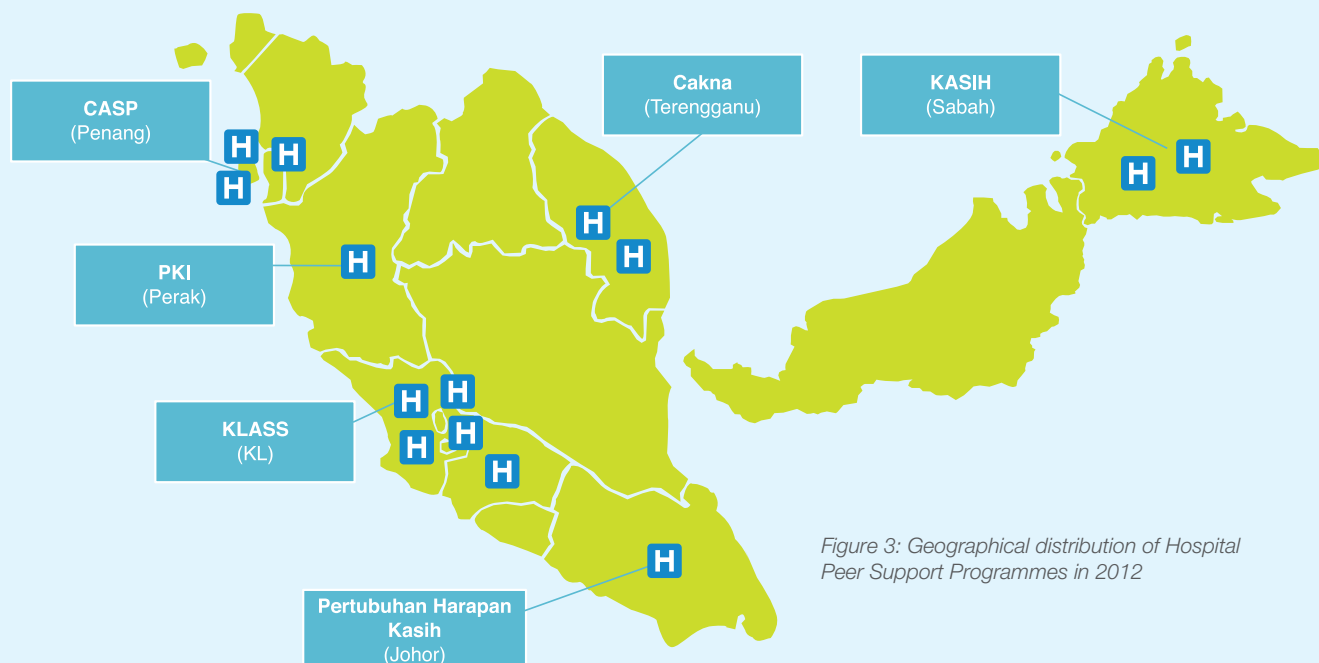 CASP
(Penang)
Cakna
(Terengganu)
KASIH
(Sabah)
H
H
H
H
H
H
H
H
PKI
(Perak)
H
H
H
H
H
KLASS
(KL)
H
Figure 3: Geographical distribution of Hospital
Peer Support Programmes in 2012
Pertubuhan Harapan
Kasih
(Johor)